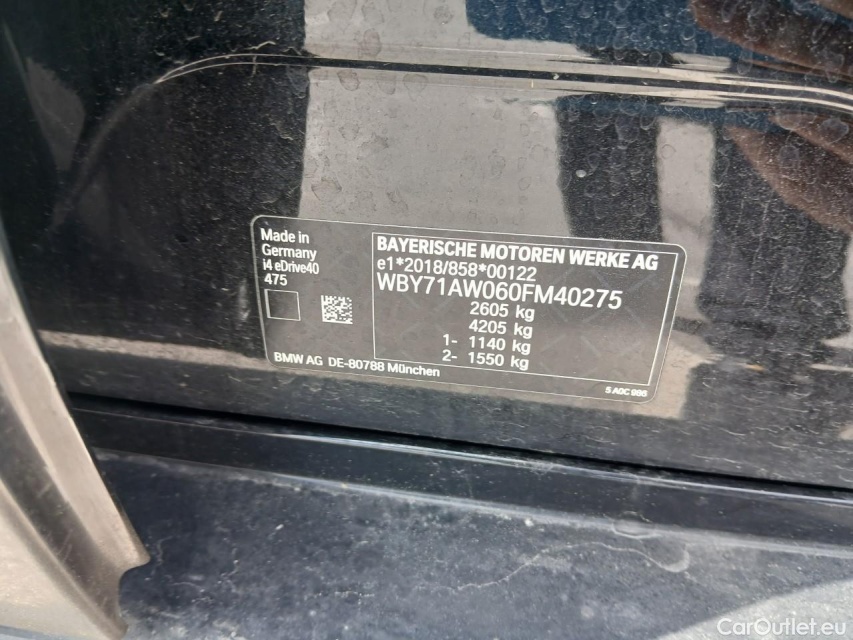 Made in
Germany
i4 eDrive40
475
BAYERISCHE MOTOREN WERKE AG
e1*2018/858*00122
WBY71AW060FM40275
2605 kg
4205 kg
1- 1140 kg
2- 1550 kg
BMW AG DE-80788 München
5 A0C 996
CarOutlet.eu